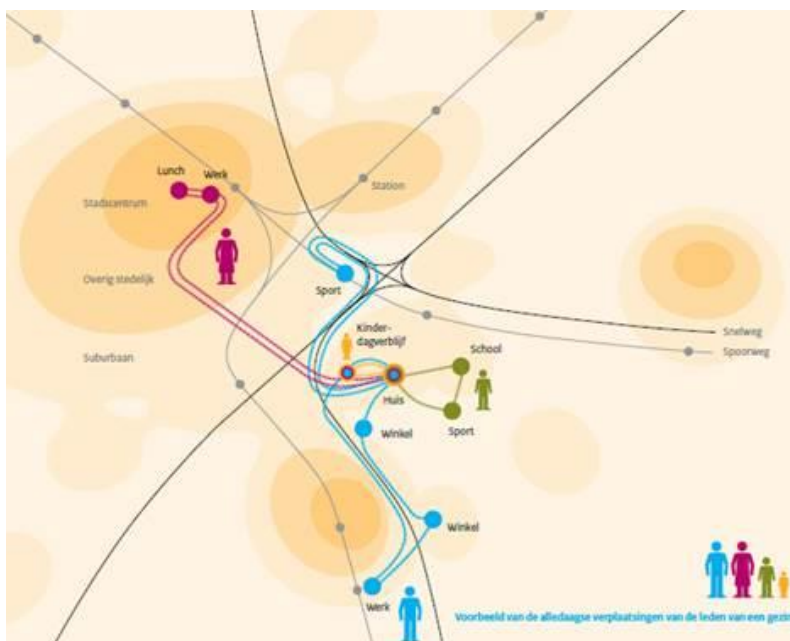 Lunch
Werk
Station
Stadscentrum
Overig stedelijk
Sport
Kinder-
dagverblijf
Snelweg
Spoorweg
Suburbaan
School
Huis
Winkel
Sport
Winkel
Werk
Voorbeeld van de alledaagse verplaatsingen van de leden van een gezin